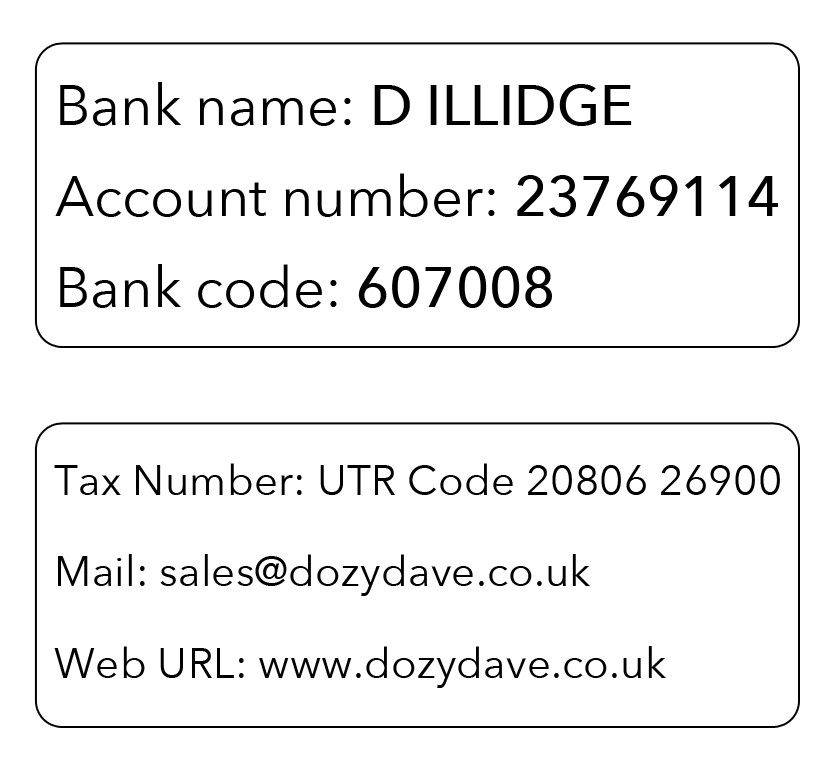 Bank name: D ILLIDGE
Account number: 23769114
Bank code: 607008
Tax Number: UTR Code 20806 26900
Mail: sales@dozydave.co.uk
Web URL: www.dozydave.co.uk